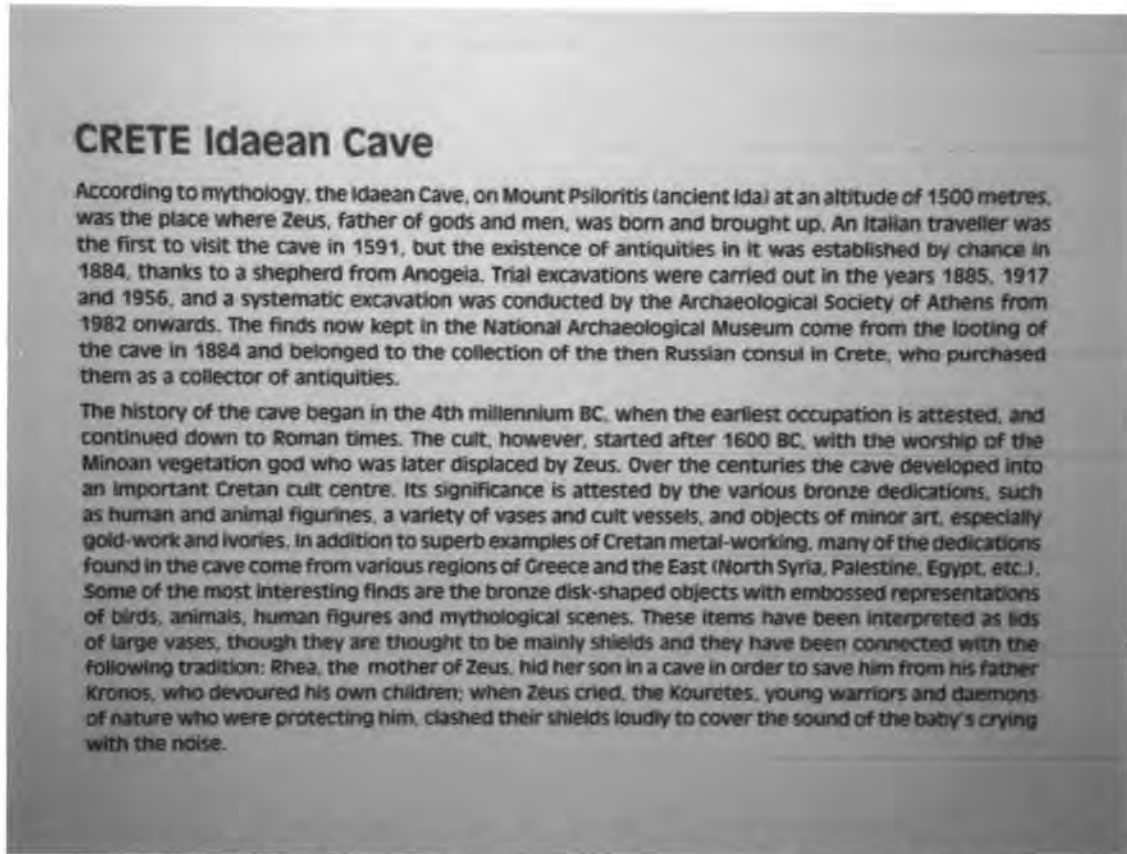 CRETE Idaean Cave
According to mythology, the Idaean Cave, on Mount Psiloritis (ancient Ida) at an altitude of 1500 metres,
was the place where Zeus, father of gods and men, was born and brought up. An Italian traveller was
the first to visit the cave in 1591, but the existence of antiquities in it was established by chance in
1884, thanks to a shepherd from Anogeia. Trial excavations were carried out in the years 1885, 1917
and 1956, and a systematic excavation was conducted by the Archaeological Society of Athens from
1982 onwards. The finds now kept in the National Archaeological Museum come from the looting of
the cave in 1884 and belonged to the collection of the then Russian consul in Crete, who purchased
them as a collector of antiquities.
The history of the cave began in the 4th millennium BC, when the earliest occupation is attested, and
continued down to Roman times. The cult, however, started after 1600 BC, with the worship of the
Minoan vegetation god who was later displaced by Zeus. Over the centuries the cave developed into
an important Cretan cult centre. Its significance is attested by the various bronze dedications, such
as human and animal figurines, a variety of vases and cult vessels, and objects of minor art, especially
gold-work and ivories. In addition to superb examples of Cretan metal-working, many of the dedications
found in the cave come from various regions of Greece and the East (North Syria, Palestine, Egypt, etc.).
Some of the most interesting finds are the bronze disk-shaped objects with embossed representations
of birds, animals, human figures and mythological scenes. These items have been interpreted as lids
of large vases, though they are thought to be mainly shields and they have been connected with the
following tradition: Rhea, the mother of Zeus, hid her son in a cave in order to save him from his father
Kronos, who devoured his own children; when Zeus cried, the Kouretes, young warriors and daemons
of nature who were protecting him, clashed their shields loudly to cover the sound of the baby's crying
with the noise.